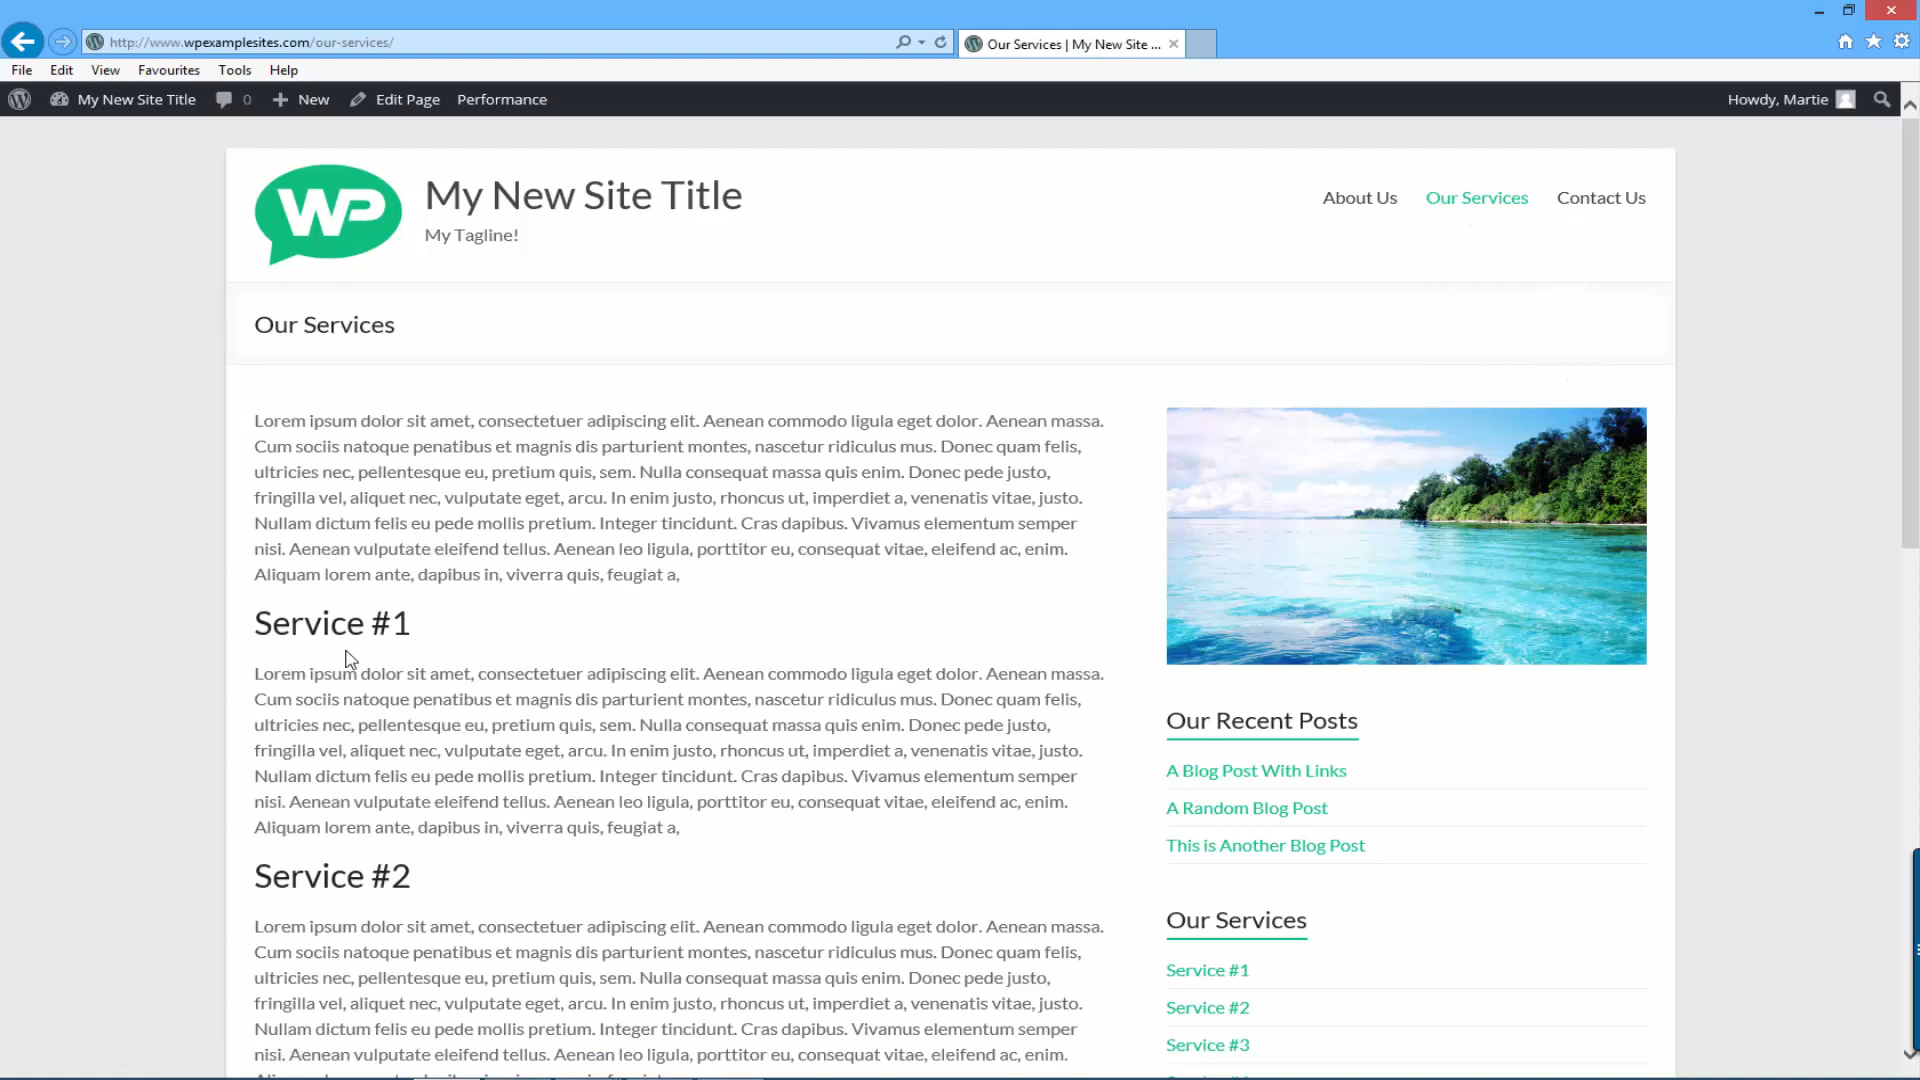 http://www.wpexamplesites.com/our-services/
Our Services | My New Site ...
File Edit View Favourites Tools Help
My New Site Title 0 New Edit Page Performance Howdy, Martie
WP
My New Site Title
My Tagline!
About Us Our Services Contact Us
Our Services
Lorem ipsum dolor sit amet, consectetuer adipiscing elit. Aenean commodo ligula eget dolor. Aenean massa.
Cum sociis natoque penatibus et magnis dis parturient montes, nascetur ridiculus mus. Donec quam felis,
ultricies nec, pellentesque eu, pretium quis, sem. Nulla consequat massa quis enim. Donec pede justo,
fringilla vel, aliquet nec, vulputate eget, arcu. In enim justo, rhoncus ut, imperdiet a, venenatis vitae, justo.
Nullam dictum felis eu pede mollis pretium. Integer tincidunt. Cras dapibus. Vivamus elementum semper
nisi. Aenean vulputate eleifend tellus. Aenean leo ligula, porttitor eu, consequat vitae, eleifend ac, enim.
Aliquam lorem ante, dapibus in, viverra quis, feugiat a,
Service #1
Lorem ipsum dolor sit amet, consectetuer adipiscing elit. Aenean commodo ligula eget dolor. Aenean massa.
Cum sociis natoque penatibus et magnis dis parturient montes, nascetur ridiculus mus. Donec quam felis,
ultricies nec, pellentesque eu, pretium quis, sem. Nulla consequat massa quis enim. Donec pede justo,
fringilla vel, aliquet nec, vulputate eget, arcu. In enim justo, rhoncus ut, imperdiet a, venenatis vitae, justo.
Nullam dictum felis eu pede mollis pretium. Integer tincidunt. Cras dapibus. Vivamus elementum semper
nisi. Aenean vulputate eleifend tellus. Aenean leo ligula, porttitor eu, consequat vitae, eleifend ac, enim.
Aliquam lorem ante, dapibus in, viverra quis, feugiat a,
Service #2
Lorem ipsum dolor sit amet, consectetuer adipiscing elit. Aenean commodo ligula eget dolor. Aenean massa.
Cum sociis natoque penatibus et magnis dis parturient montes, nascetur ridiculus mus. Donec quam felis,
ultricies nec, pellentesque eu, pretium quis, sem. Nulla consequat massa quis enim. Donec pede justo,
fringilla vel, aliquet nec, vulputate eget, arcu. In enim justo, rhoncus ut, imperdiet a, venenatis vitae, justo.
Nullam dictum felis eu pede mollis pretium. Integer tincidunt. Cras dapibus. Vivamus elementum semper
nisi. Aenean vulputate eleifend tellus. Aenean leo ligula, porttitor eu, consequat vitae, eleifend ac, enim.
Our Recent Posts
A Blog Post With Links
A Random Blog Post
This is Another Blog Post
Our Services
Service #1
Service #2
Service #3